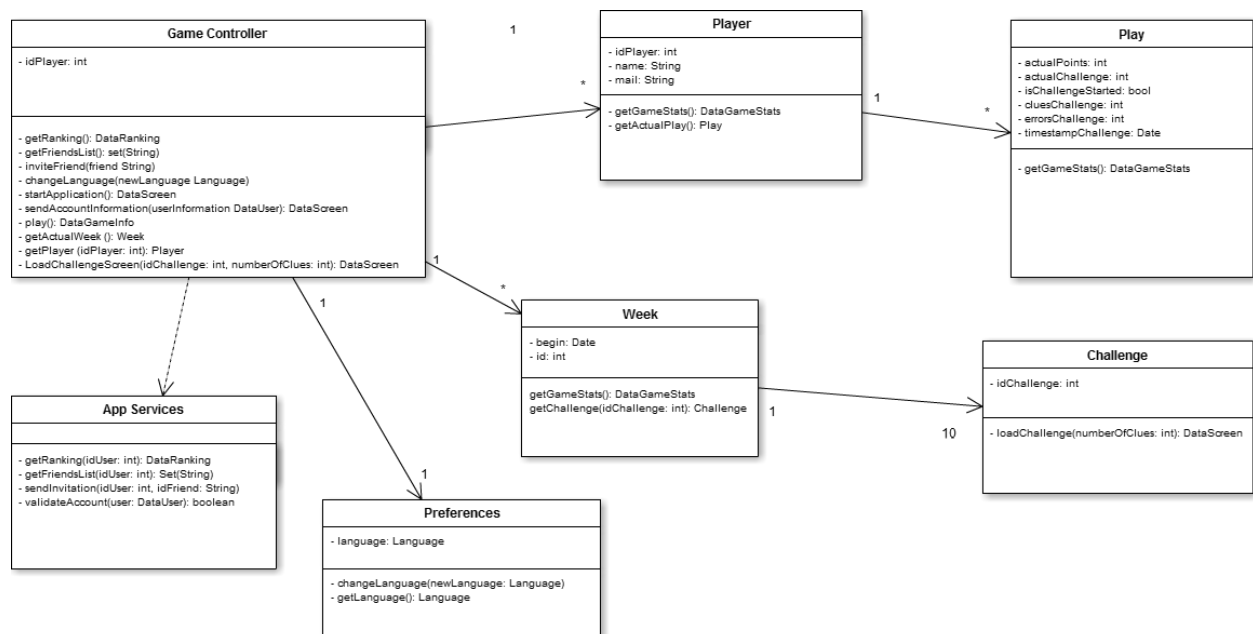 Game Controller
- idPlayer: int
- getRanking(): DataRanking
- getFriendsList(): set(String)
- inviteFriend(friend String)
- changeLanguage(newLanguage Language)
- startApplication(): DataScreen
- sendAccountInformation(userInformation DataUser): DataScreen
- play(): DataGameInfo
- getActualWeek (): Week
- getPlayer (idPlayer: int): Player
- LoadChallengeScreen(idChallenge: int, numberOfClues: int): DataScreen
1
*
Player
- idPlayer: int
- name: String
- mail: String
- getGameStats(): DataGameStats
- getActualPlay(): Play
1
*
Play
- actualPoints: int
- actualChallenge: int
- isChallengeStarted: bool
- cluesChallenge: int
- errorsChallenge: int
- timestampChallenge: Date
- getGameStats(): DataGameStats
1
*
1
1
Week
- begin: Date
- id: int
getGameStats(): DataGameStats
getChallenge(idChallenge: int): Challenge
1
10
Challenge
- idChallenge: int
- loadChallenge(numberOfClues: int): DataScreen
App Services
- getRanking(idUser: int): DataRanking
- getFriendsList(idUser: int): Set(String)
- sendInvitation(idUser: int, idFriend: String)
- validateAccount(user: DataUser): boolean
Preferences
- language: Language
- changeLanguage(newLanguage: Language)
- getLanguage(): Language